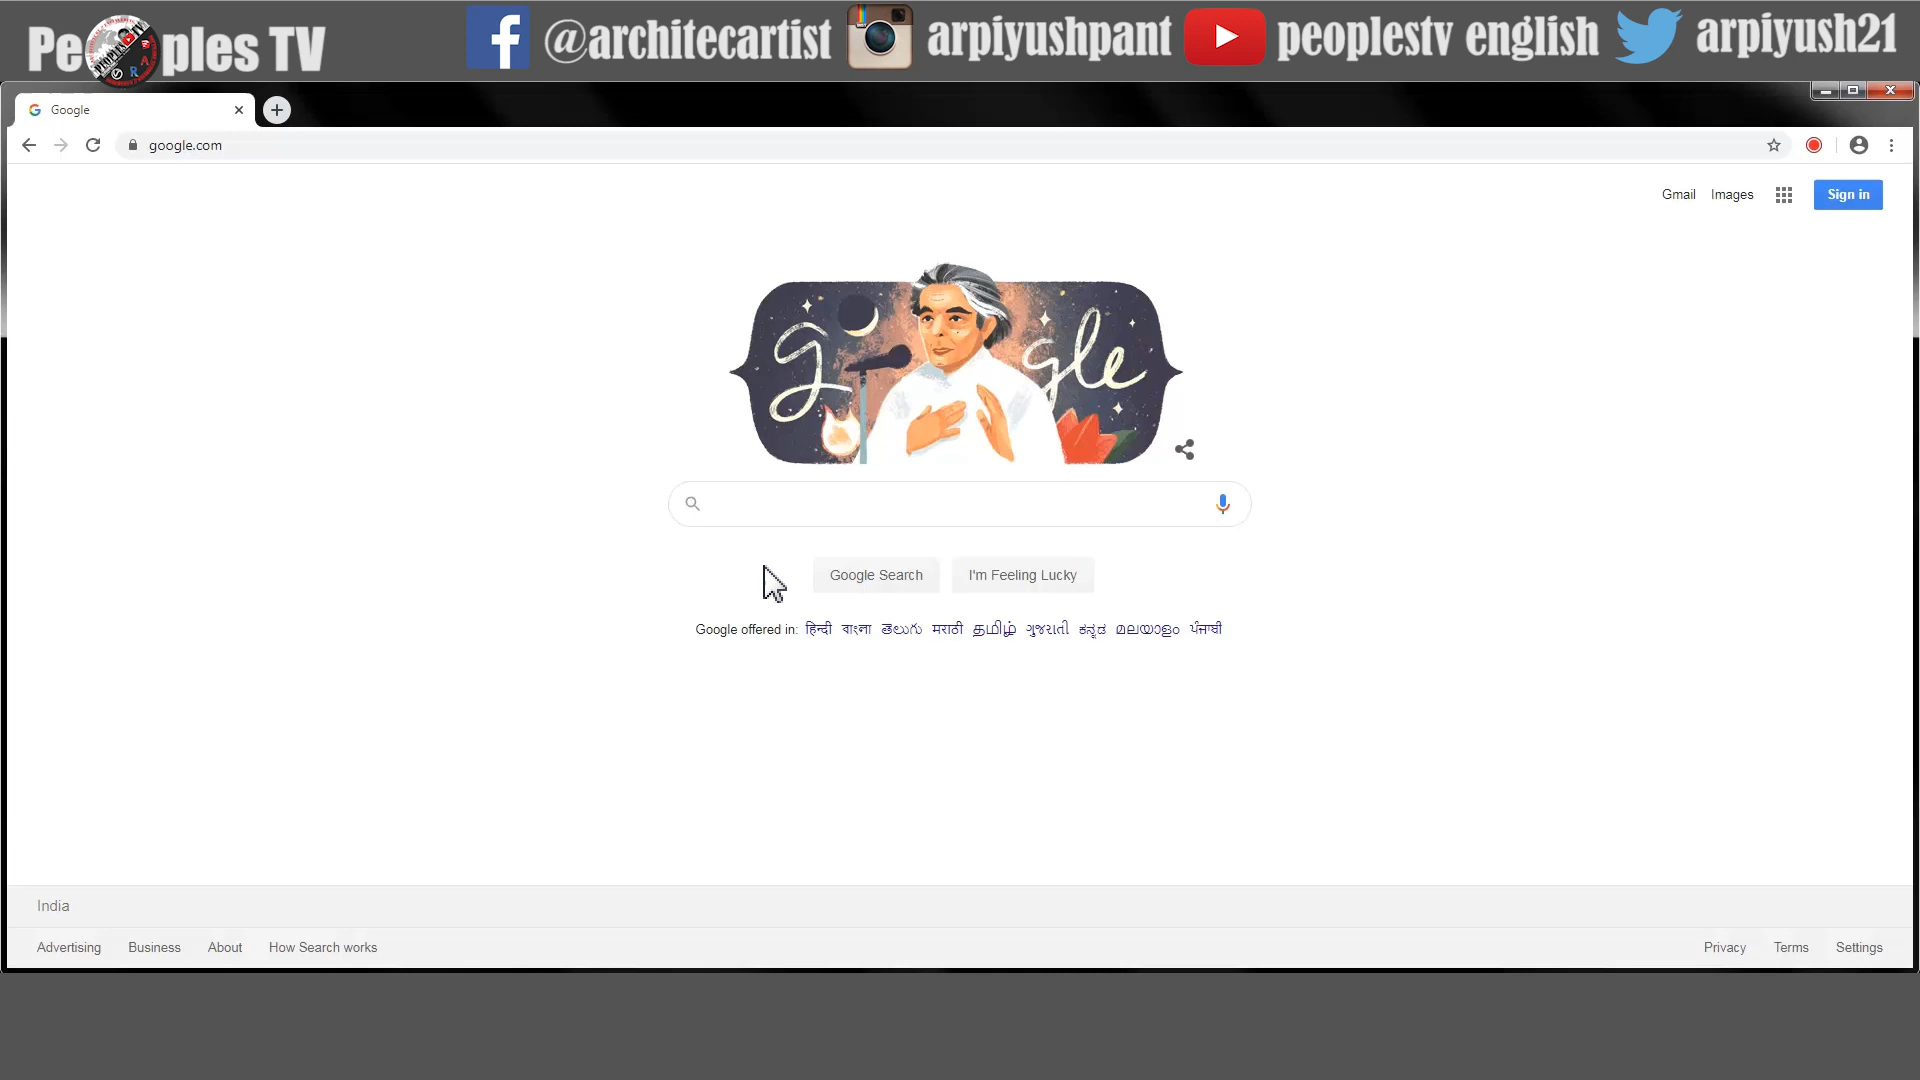 Peoples TV @architecartist arpiyushpant peoplestv english arpiyush21
Google
google.com
Gmail Images Sign in
google
Google Search I'm Feeling Lucky
Google offered in: हिन्दी বাংলা తెలుగు मराठी தமிழ் ગુજરાતી ಕನ್ನಡ മലയാളം ਪੰਜਾਬੀ
India
Advertising Business About How Search works Privacy Terms Settings